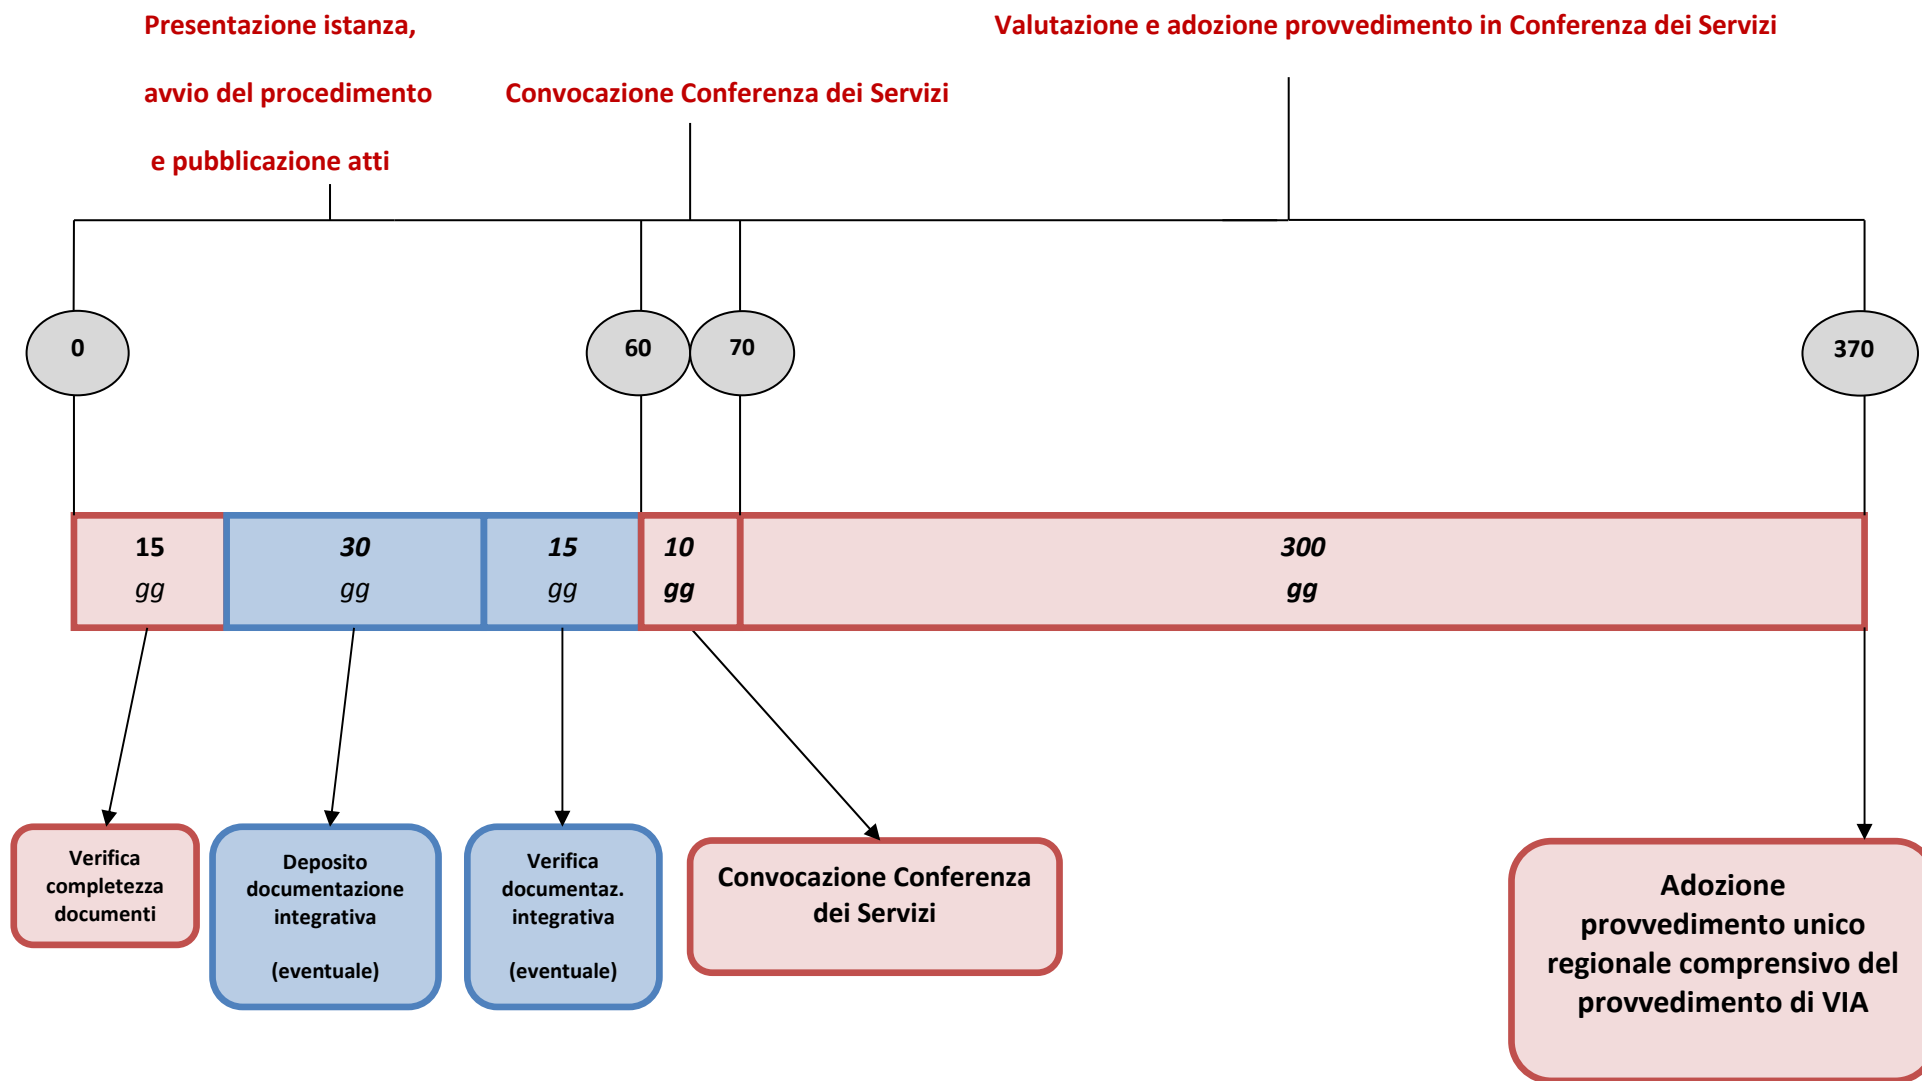 Presentazione istanza,
avvio del procedimento
e pubblicazione atti
Convocazione Conferenza dei Servizi
Valutazione e adozione provvedimento in Conferenza dei Servizi
0
60
70
370
15
gg
30
gg
15
gg
10
gg
300
gg
Verifica
completezza
documenti
Deposito
documentazione
integrativa
(eventuale)
Verifica
documentaz.
integrativa
(eventuale)
Convocazione Conferenza
dei Servizi
Adozione
provvedimento unico
regionale comprensivo del
provvedimento di VIA